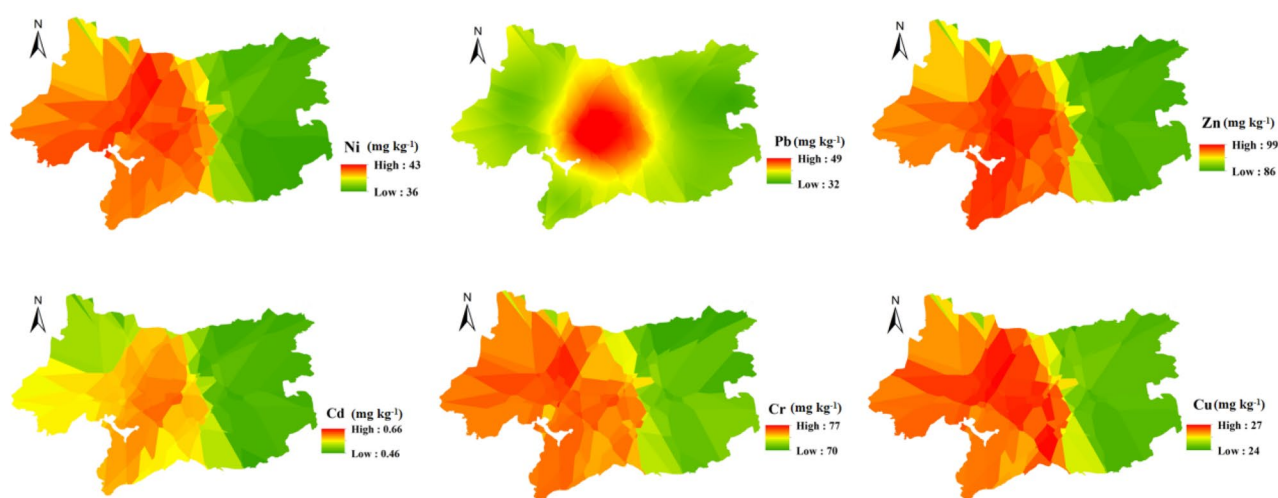 N
Ni (mg kg⁻¹)
High : 43
Low : 36
N
Pb (mg kg⁻¹)
High : 49
Low : 32
N
Zn (mg kg⁻¹)
High : 99
Low : 86
N
Cd (mg kg⁻¹)
High : 0.66
Low : 0.46
N
Cr (mg kg⁻¹)
High : 77
Low : 70
N
Cu (mg kg⁻¹)
High : 27
Low : 24